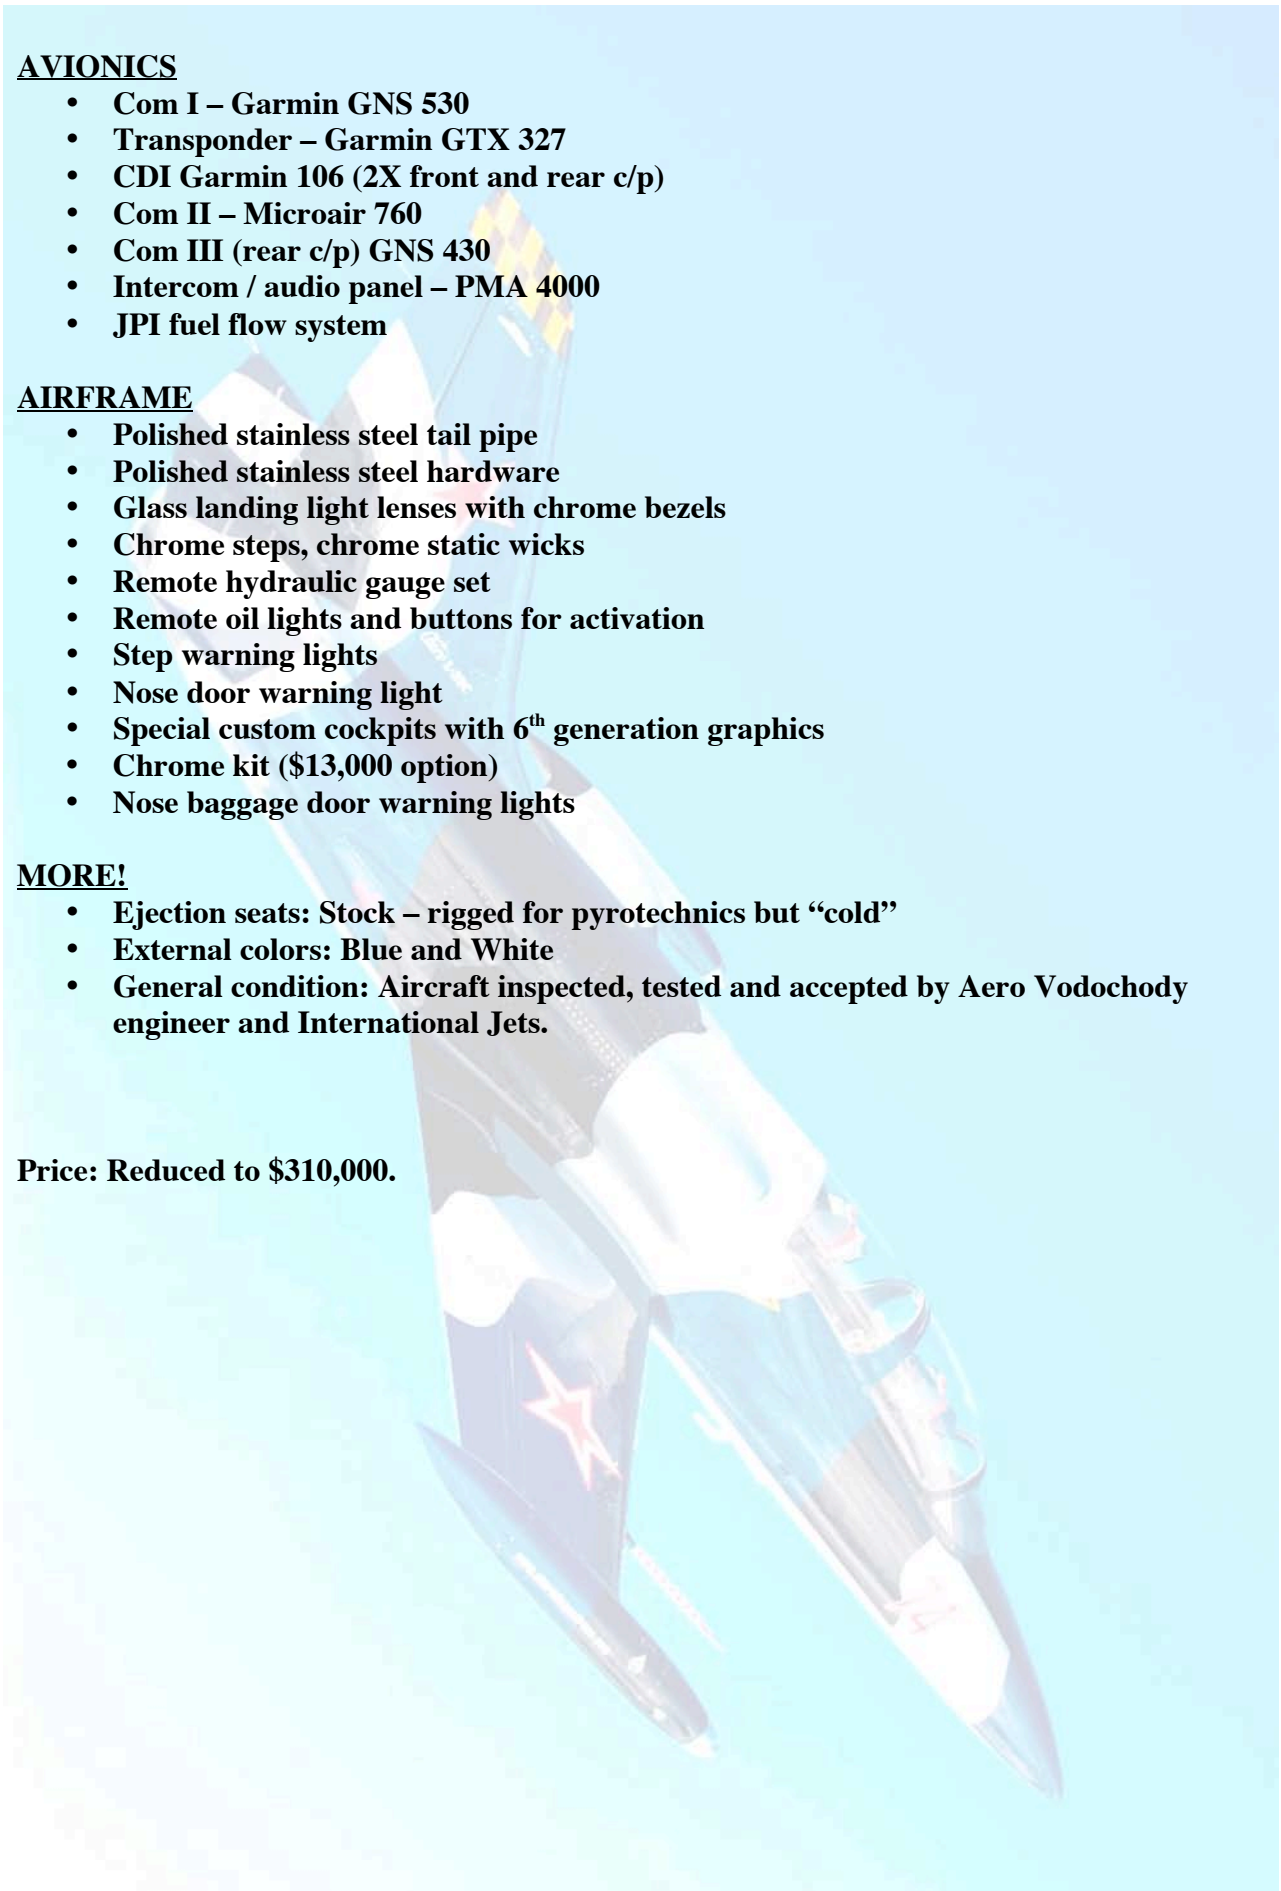 AVIONICS
• Com I – Garmin GNS 530
• Transponder – Garmin GTX 327
• CDI Garmin 106 (2X front and rear c/p)
• Com II – Microair 760
• Com III (rear c/p) GNS 430
• Intercom / audio panel – PMA 4000
• JPI fuel flow system
AIRFRAME
• Polished stainless steel tail pipe
• Polished stainless steel hardware
• Glass landing light lenses with chrome bezels
• Chrome steps, chrome static wicks
• Remote hydraulic gauge set
• Remote oil lights and buttons for activation
• Step warning lights
• Nose door warning light
• Special custom cockpits with 6th generation graphics
• Chrome kit ($13,000 option)
• Nose baggage door warning lights
MORE!
• Ejection seats: Stock – rigged for pyrotechnics but “cold”
• External colors: Blue and White
• General condition: Aircraft inspected, tested and accepted by Aero Vodochody
engineer and International Jets.
Price: Reduced to $310,000.